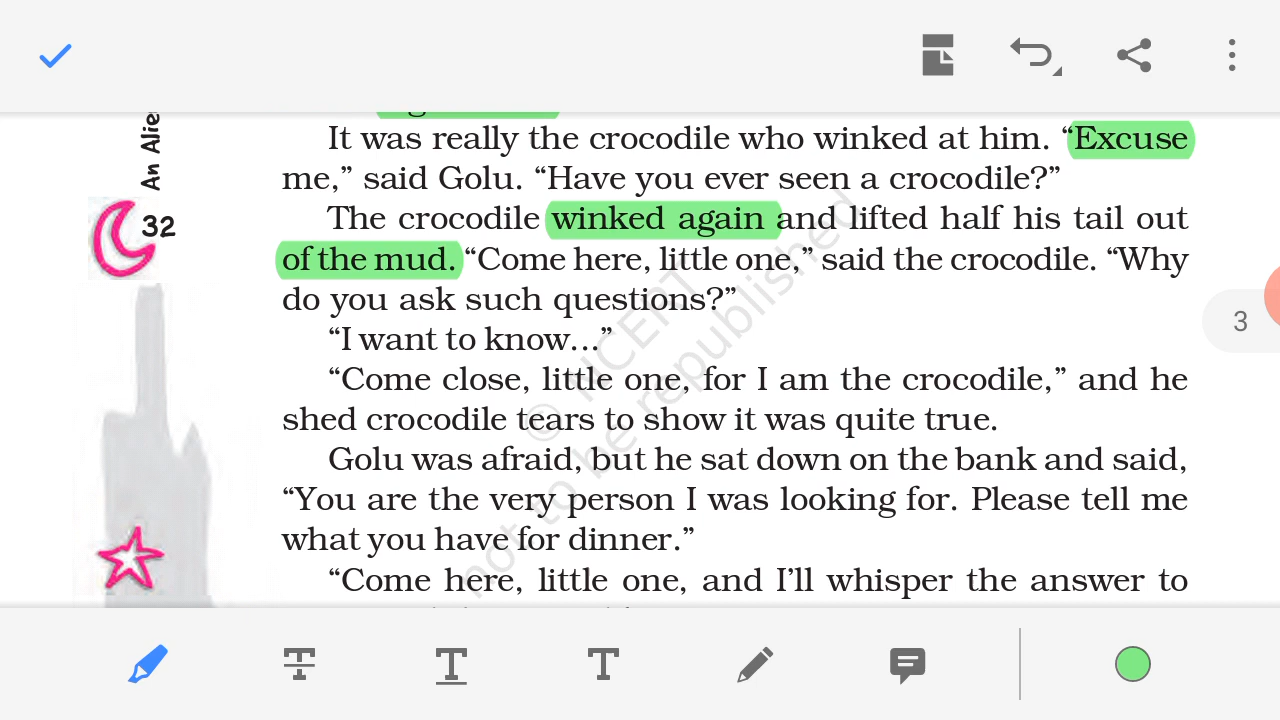 An Alie
It was really the crocodile who winked at him. “Excuse
me,” said Golu. “Have you ever seen a crocodile?”
32
The crocodile winked again and lifted half his tail out
of the mud. “Come here, little one,” said the crocodile. “Why
do you ask such questions?”
3
“I want to know...”
“Come close, little one, for I am the crocodile,” and he
shed crocodile tears to show it was quite true.
Golu was afraid, but he sat down on the bank and said,
“You are the very person I was looking for. Please tell me
what you have for dinner.”
“Come here, little one, and I’ll whisper the answer to
© NCERT
not to be republished